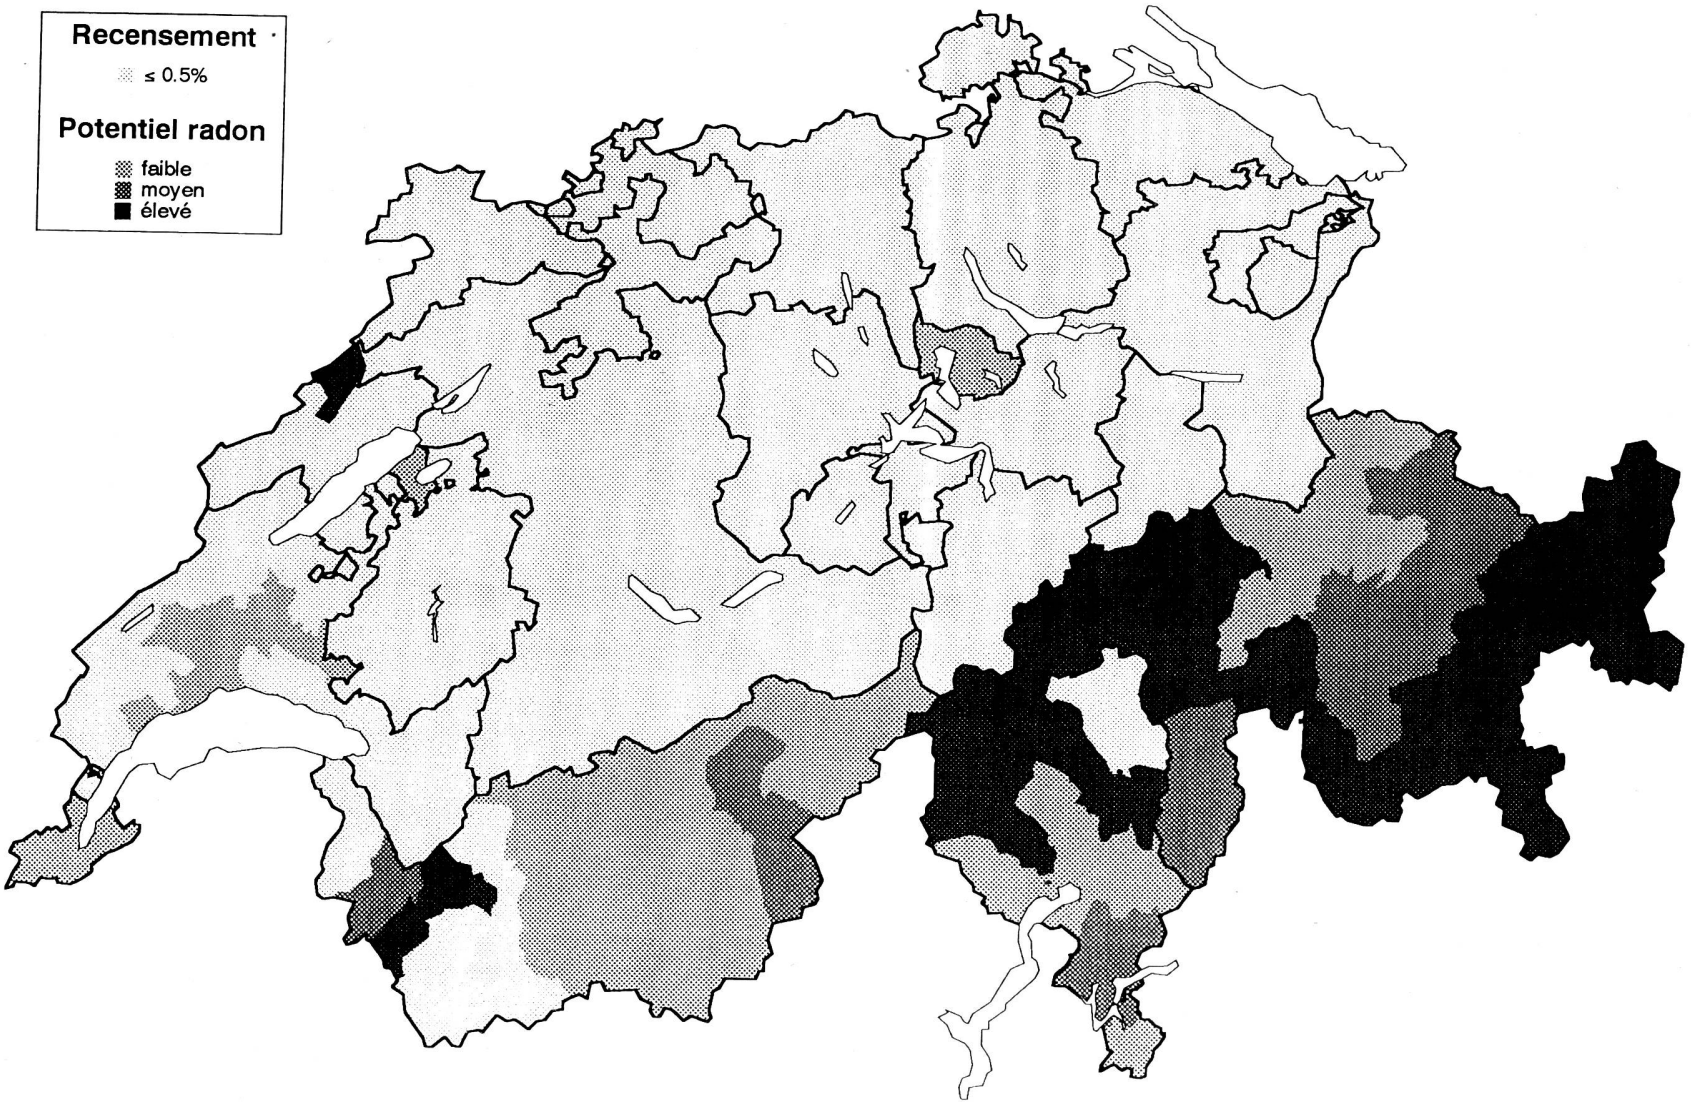 Recensement
≤ 0.5%
Potentiel radon
faible
moyen
élevé